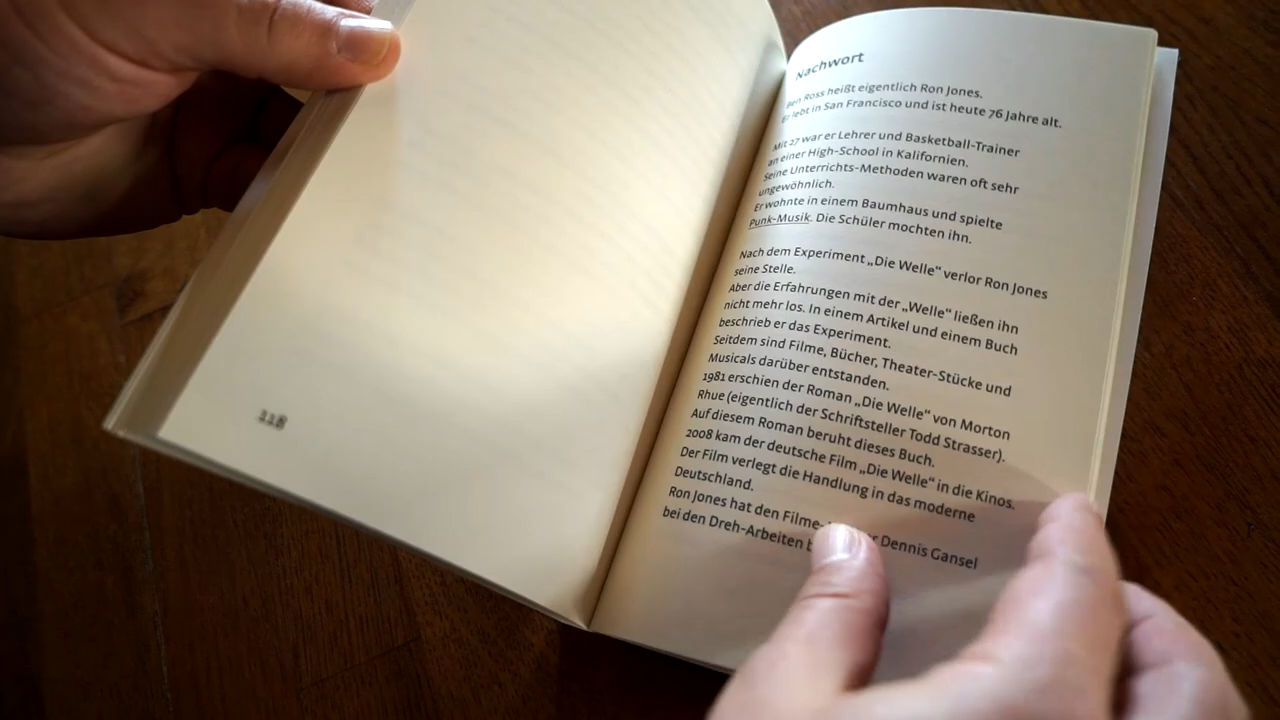 118
Nachwort
Ben Ross heißt eigentlich Ron Jones.
Er lebt in San Francisco und ist heute 76 Jahre alt.
Mit 27 war er Lehrer und Basketball-Trainer
an einer High-School in Kalifornien.
Seine Unterrichts-Methoden waren oft sehr
ungewöhnlich.
Er wohnte in einem Baumhaus und spielte
Punk-Musik. Die Schüler mochten ihn.
Nach dem Experiment „Die Welle“ verlor Ron Jones
seine Stelle.
Aber die Erfahrungen mit der „Welle“ ließen ihn
nicht mehr los. In einem Artikel und einem Buch
beschrieb er das Experiment.
Seitdem sind Filme, Bücher, Theater-Stücke und
Musicals darüber entstanden.
1981 erschien der Roman „Die Welle“ von Morton
Rhue (eigentlich der Schriftsteller Todd Strasser).
Auf diesem Roman beruht dieses Buch.
2008 kam der deutsche Film „Die Welle“ in die Kinos.
Der Film verlegt die Handlung in das moderne
Deutschland.
Ron Jones hat den Filme- Dennis Gansel
bei den Dreh-Arbeiten